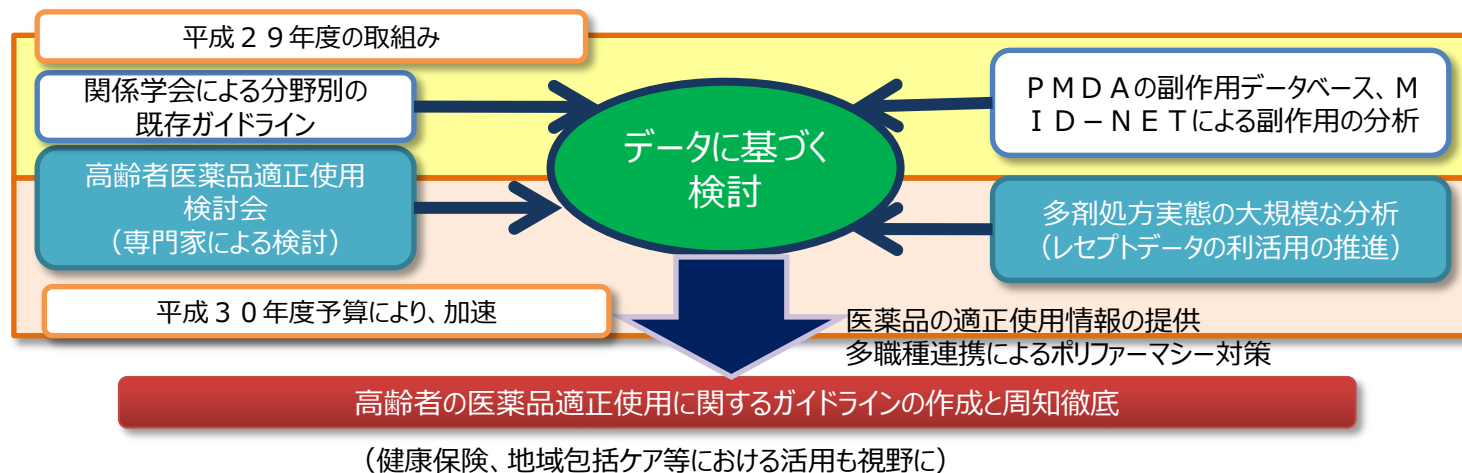 平成２９年度の取組み
関係学会による分野別の
既存ガイドライン
高齢者医薬品適正使用
検討会
（専門家による検討）
データに基づく
検討
ＰＭＤＡの副作用データベース、Ｍ
ＩＤ－ＮＥＴによる副作用の分析
多剤処方実態の大規模な分析
（レセプトデータの利活用の推進）
平成３０年度予算により、加速
医薬品の適正使用情報の提供
多職種連携によるポリファーマシー対策
高齢者の医薬品適正使用に関するガイドラインの作成と周知徹底
（健康保険、地域包括ケア等における活用も視野に）